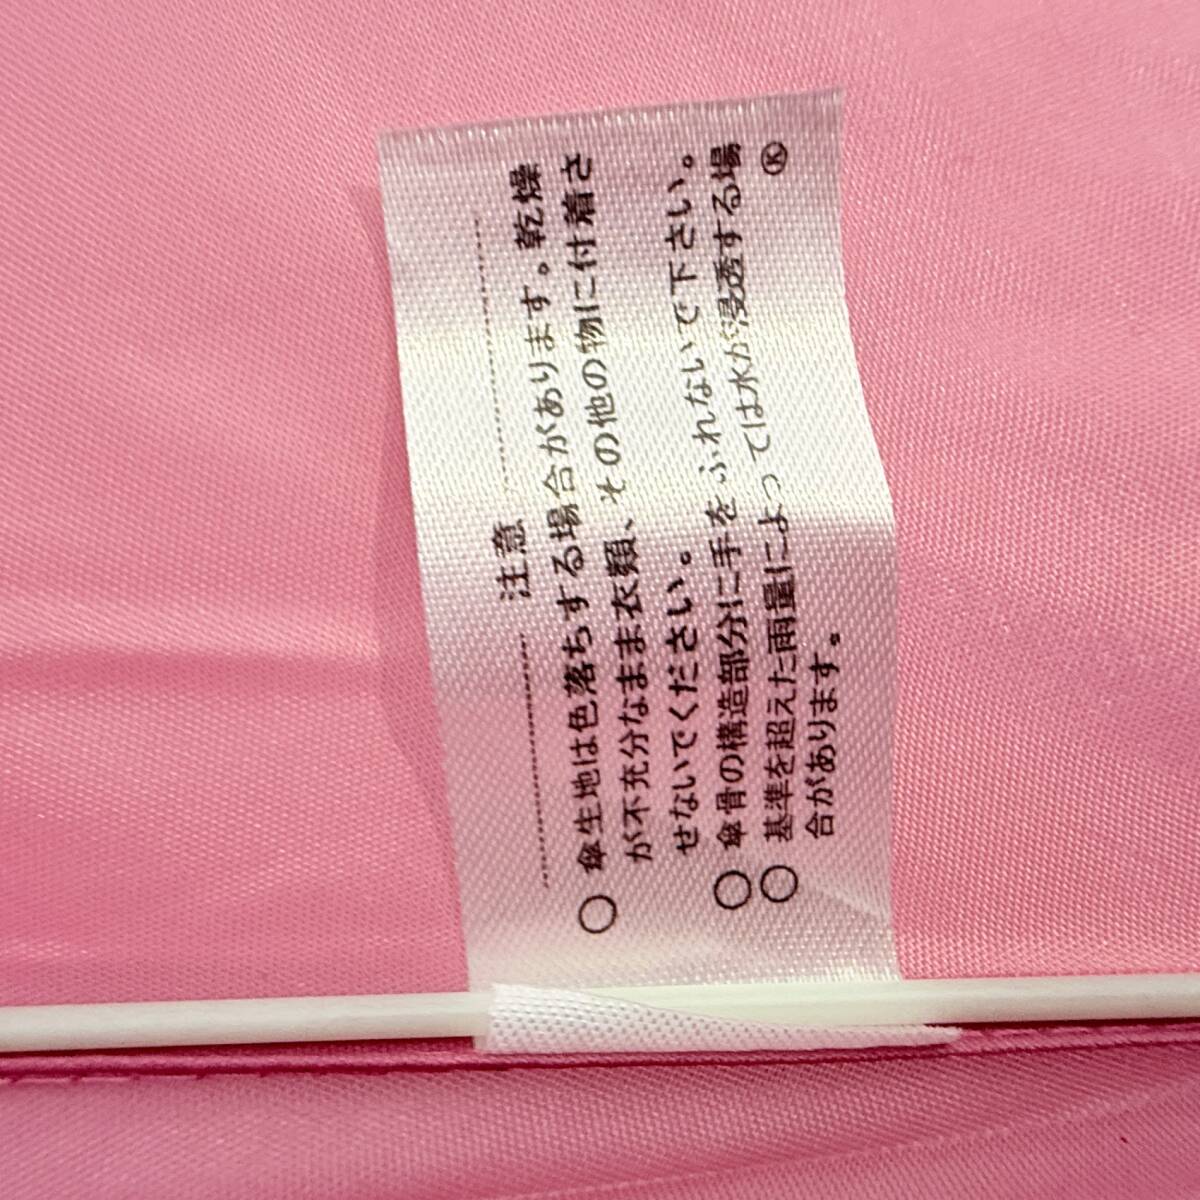 注意
○ 傘生地は色落ちする場合があります。乾燥
が不充分なまま衣類、その他の物に付着さ
せないでください。
○ 傘骨の構造部分に手をふれないで下さい。
○ 基準を超えた雨量によっては水が浸透する場
合があります。
Ⓚ